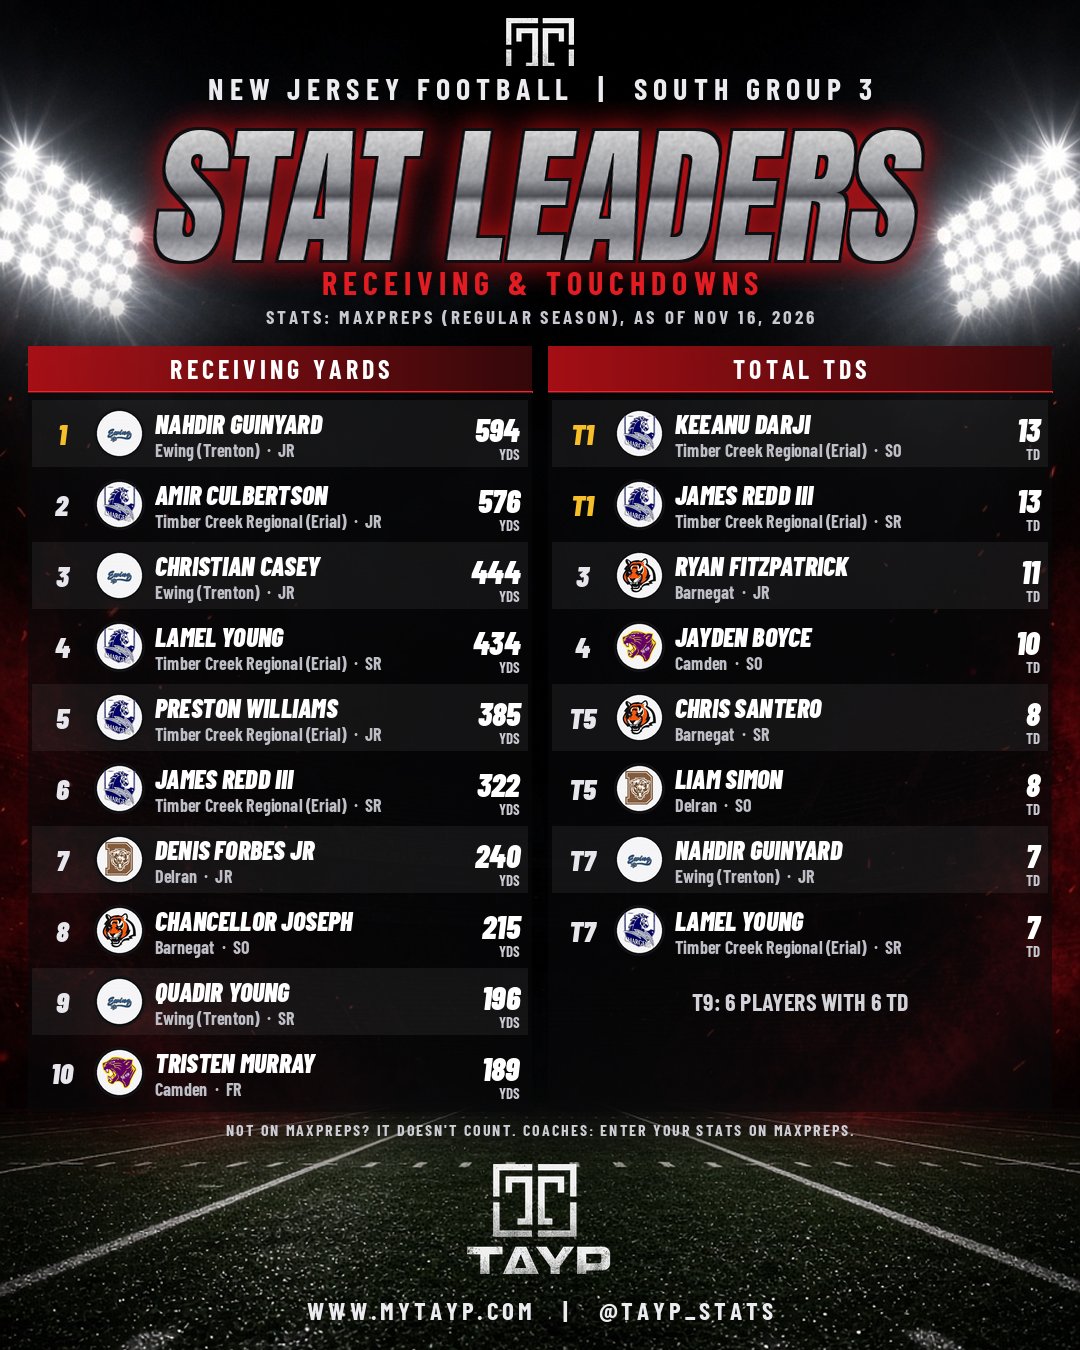 NEW JERSEY FOOTBALL | SOUTH GROUP 3
STAT LEADERS
RECEIVING & TOUCHDOWNS
STATS: MAXPREPS (REGULAR SEASON), AS OF NOV 16, 2026
RECEIVING YARDS
1 NAHDIR GUINYARD 594
Ewing (Trenton) · JR YDS
2 AMIR CULBERTSON 576
Timber Creek Regional (Erial) · JR YDS
3 CHRISTIAN CASEY 444
Ewing (Trenton) · JR YDS
4 LAMEL YOUNG 434
Timber Creek Regional (Erial) · SR YDS
5 PRESTON WILLIAMS 385
Timber Creek Regional (Erial) · JR YDS
6 JAMES REDD III 322
Timber Creek Regional (Erial) · SR YDS
7 DENIS FORBES JR 240
Delran · JR YDS
8 CHANCELLOR JOSEPH 215
Barnegat · SO YDS
9 QUADIR YOUNG 196
Ewing (Trenton) · SR YDS
10 TRISTEN MURRAY 189
Camden · FR YDS
TOTAL TDS
T1 KEEANU DARJI 13
Timber Creek Regional (Erial) · SO TD
T1 JAMES REDD III 13
Timber Creek Regional (Erial) · SR TD
3 RYAN FITZPATRICK 11
Barnegat · JR TD
4 JAYDEN BOYCE 10
Camden · SO TD
T5 CHRIS SANTERO 8
Barnegat · SR TD
T5 LIAM SIMON 8
Delran · SO TD
T7 NAHDIR GUINYARD 7
Ewing (Trenton) · JR TD
T7 LAMEL YOUNG 7
Timber Creek Regional (Erial) · SR TD
T9: 6 PLAYERS WITH 6 TD
NOT ON MAXPREPS? IT DOESN'T COUNT. COACHES: ENTER YOUR STATS ON MAXPREPS.
TAYP
WWW.MYTAYP.COM | @TAYP_STATS